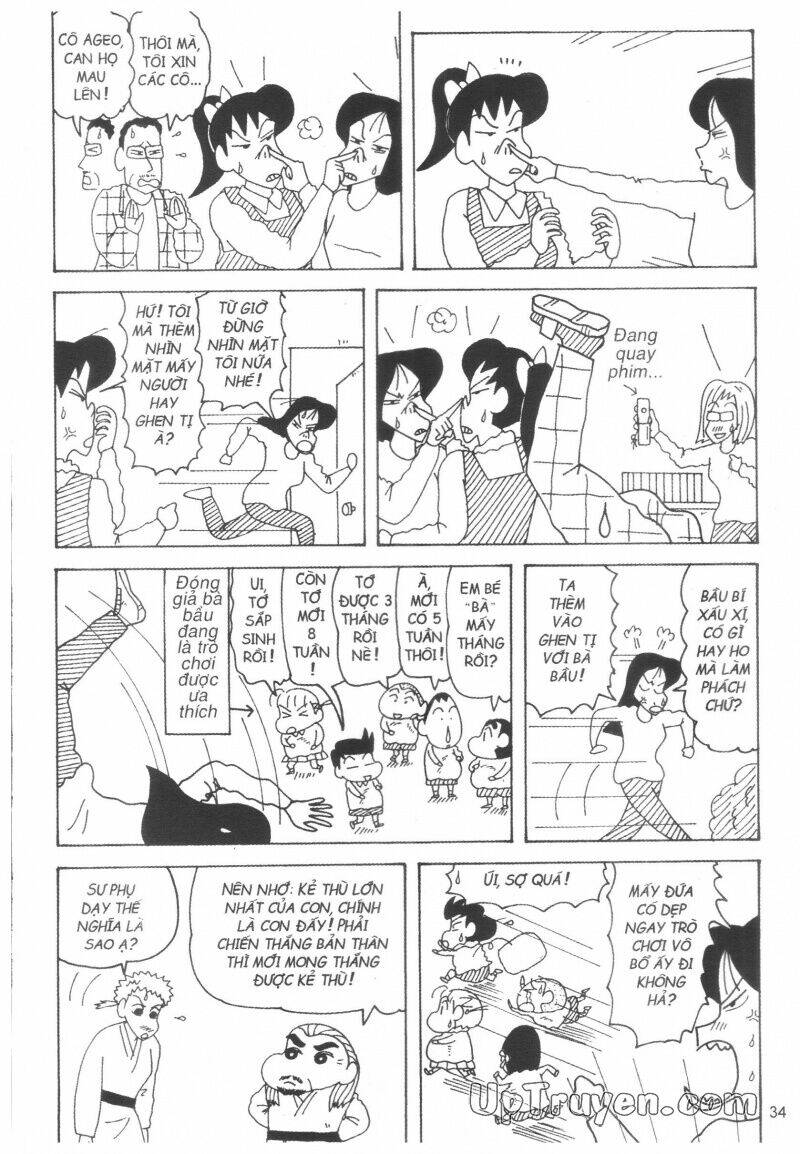 CÔ AGEO,
CAN HỌ
MAU
LÊN!
THÔI MÀ,
TÔI XIN
CÁC CÔ...
HỨ! TÔI
MÀ THÈM
NHÌN
MẶT MẤY
NGƯỜI
HAY
GHEN TỊ
À?
TỪ GIỜ
ĐỪNG
NHÌN MẶT
TÔI NỮA
NHÉ!
Đang
quay
phim...
Đóng
giả bà
bầu
đang
là trò
chơi
được
ưa
thích
UI,
TỚ
SẮP
SINH
RỒI!
CÒN
TỚ
MỚI
8
TUẦN!
TỚ
ĐƯỢC 3
THÁNG
RỒI
NÈ!
À,
MỚI
CÓ 5
TUẦN
THÔI!
EM BÉ
"BÀ"
MẤY
THÁNG
RỒI?
TA
THÈM
VÀO
GHEN TỊ
VỚI BÀ
BẦU!
BẦU BÍ
XẤU XÍ,
CÓ GÌ
HAY HO
MÀ LÀM
PHÁCH
CHỨ?
SƯ PHỤ
DẠY THẾ
NGHĨA LÀ
SAO Ạ?
NÊN NHỚ: KẺ THÙ LỚN
NHẤT CỦA CON, CHÍNH
LÀ CON ĐẤY! PHẢI
CHIẾN THẮNG BẢN THÂN
THÌ MỚI MONG THẮNG
ĐƯỢC KẺ THÙ!
ÚI, SỢ QUÁ!
MẤY ĐỨA
CÓ DẸP
NGAY TRÒ
CHƠI VÔ
BỔ ẤY ĐI
KHÔNG
HẢ?
UpTruyen.com
34